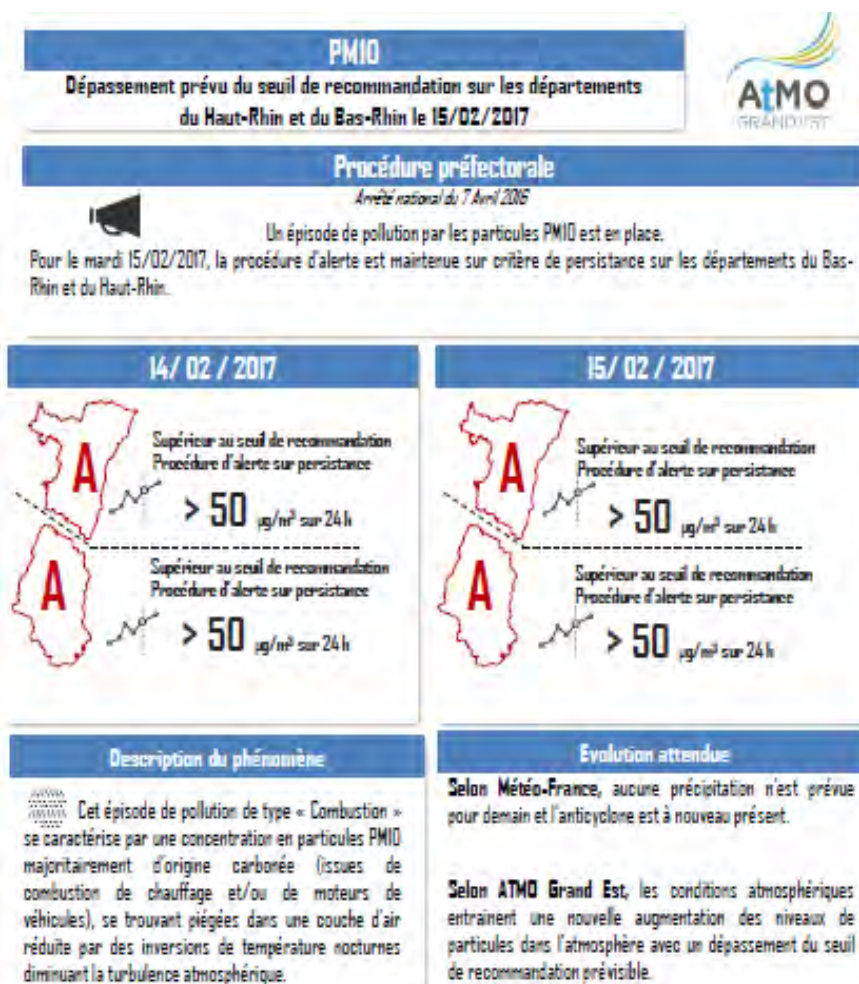 PM10
Dépassement prévu du seuil de recommandation sur les départements
du Haut-Rhin et du Bas-Rhin le 15/02/2017
AtMO
GRAND EST
Procédure préfectorale
Arrêté national du 7 Avril 2016
Un épisode de pollution par les particules PM10 est en place.
Pour le mardi 15/02/2017, la procédure d'alerte est maintenue sur critère de persistance sur les départements du Bas-
Rhin et du Haut-Rhin.
14/ 02 / 2017
A
Supérieur au seuil de recommandation
Procédure d'alerte sur persistance
> 50 µg/m³ sur 24 h
A
Supérieur au seuil de recommandation
Procédure d'alerte sur persistance
> 50 µg/m³ sur 24 h
15/ 02 / 2017
A
Supérieur au seuil de recommandation
Procédure d'alerte sur persistance
> 50 µg/m³ sur 24 h
A
Supérieur au seuil de recommandation
Procédure d'alerte sur persistance
> 50 µg/m³ sur 24 h
Description du phénomène
Cet épisode de pollution de type « Combustion »
se caractérise par une concentration en particules PM10
majoritairement d'origine carbonée (issues de
combustion de chauffage et/ou de moteurs de
véhicules), se trouvant piégées dans une couche d'air
réduite par des inversions de température nocturnes
diminuant la turbulence atmosphérique.
Evolution attendue
Selon Météo-France, aucune précipitation n'est prévue
pour demain et l'anticyclone est à nouveau présent.
Selon ATMO Grand Est, les conditions atmosphériques
entrainent une nouvelle augmentation des niveaux de
particules dans l'atmosphère avec un dépassement du seuil
de recommandation prévisible.